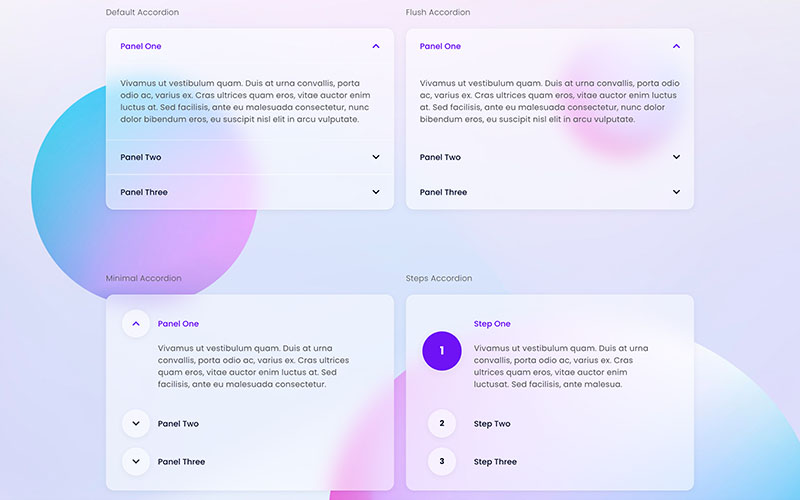 Default Accordion
Panel One
Vivamus ut vestibulum quam. Duis at urna convallis, porta
odio ac, varius ex. Cras ultrices quam eros, vitae auctor enim
luctus at. Sed facilisis, ante eu malesuada consectetur, nunc
dolor bibendum eros, eu suscipit nisl elit in arcu vulputate.
Panel Two
Panel Three
Flush Accordion
Panel One
Vivamus ut vestibulum quam. Duis at urna convallis, porta
odio ac, varius ex. Cras ultrices quam eros, vitae auctor enim
luctus at. Sed facilisis, ante eu malesuada consectetur, nunc dolor
bibendum eros, eu suscipit nisl elit in arcu vulputate.
Panel Two
Panel Three
Minimal Accordion
Panel One
Vivamus ut vestibulum quam. Duis at urna
convallis, porta odio ac, varius ex. Cras ultrices
quam eros, vitae auctor enim luctus at. Sed
facilisis, ante eu malesuada consectetur.
Panel Two
Panel Three
Steps Accordion
Step One
1
Vivamus ut vestibulum quam. Duis at urna
convallis, porta odio ac, varius ex. Cras
ultrices quam eros, vitae auctor enim
luctusat. Sed facilisis, ante malesua.
2 Step Two
3 Step Three